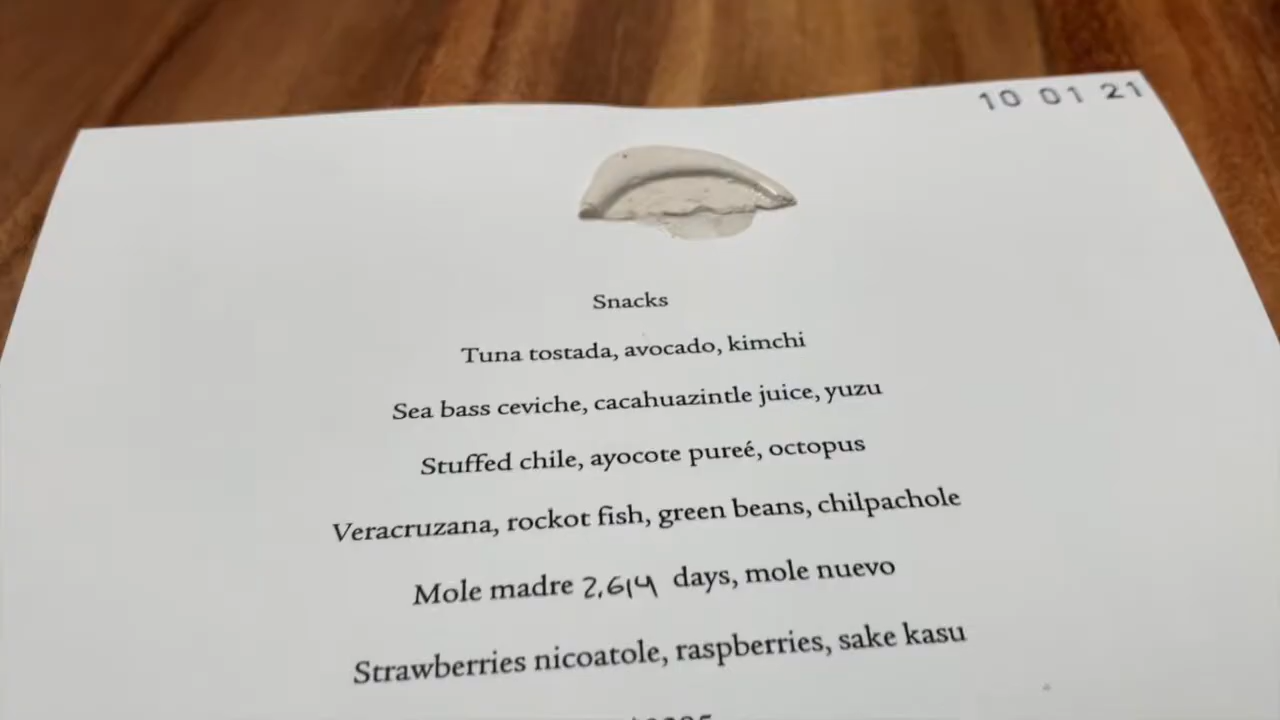 10 01 21
Snacks
Tuna tostada, avocado, kimchi
Sea bass ceviche, cacahuazintle juice, yuzu
Stuffed chile, ayocote pureé, octopus
Veracruzana, rockot fish, green beans, chilpachole
Mole madre 2,614 days, mole nuevo
Strawberries nicoatole, raspberries, sake kasu